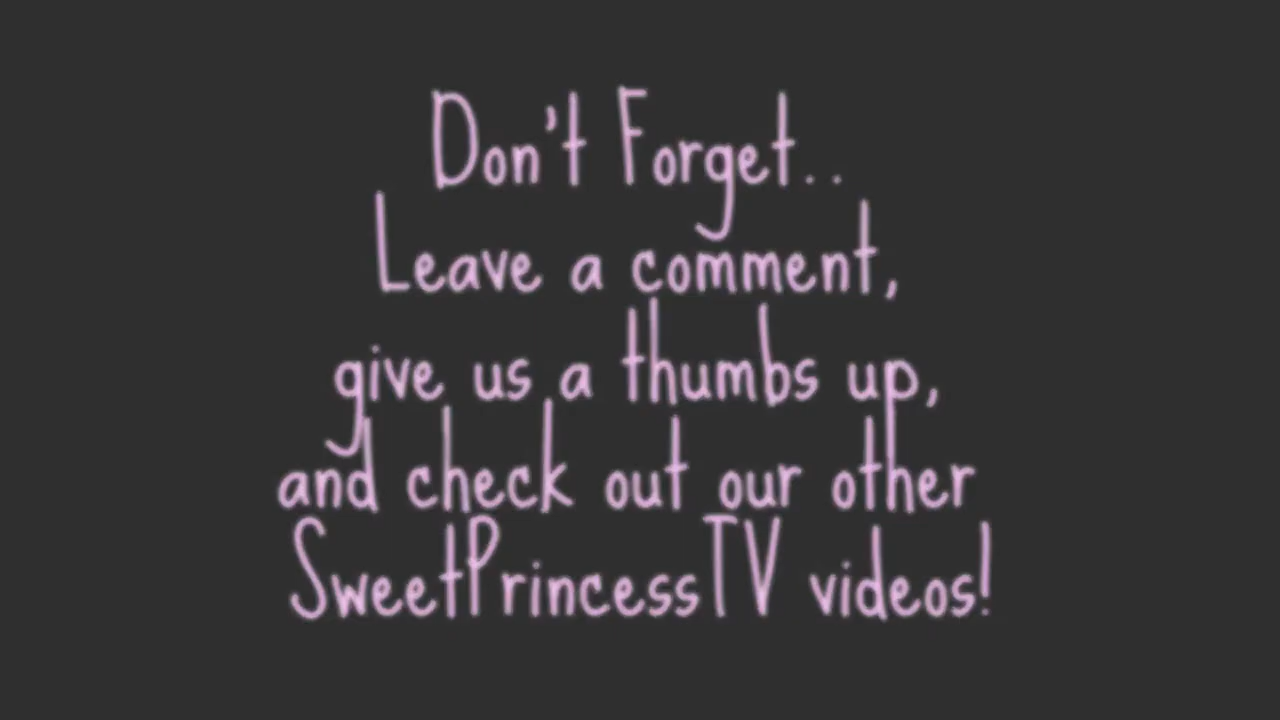 Don't Forget..
Leave a comment,
give us a thumbs up,
and check out our other
SweetPrincessTV videos!